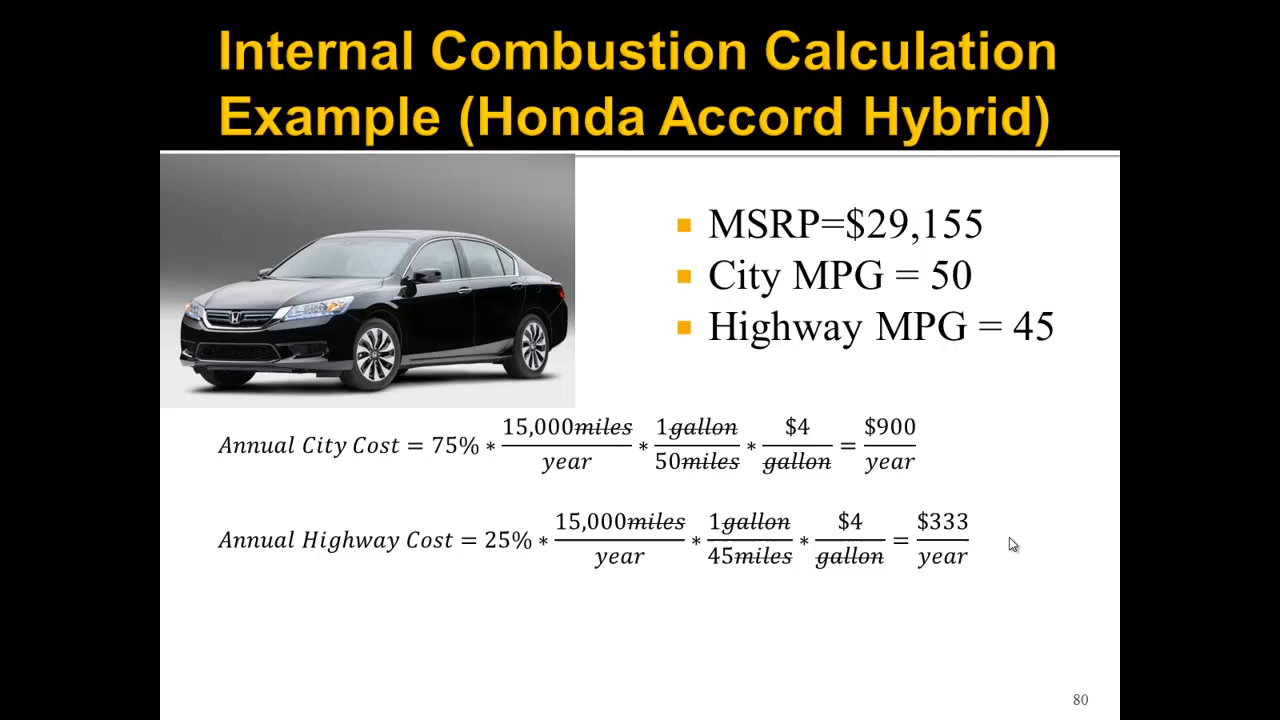 Internal Combustion Calculation
Example (Honda Accord Hybrid)
MSRP=$29,155
City MPG = 50
Highway MPG = 45
Annual City Cost = 75% * 15,000miles/year * 1gallon/50miles * $4/gallon = $900/year
Annual Highway Cost = 25% * 15,000miles/year * 1gallon/45miles * $4/gallon = $333/year
80